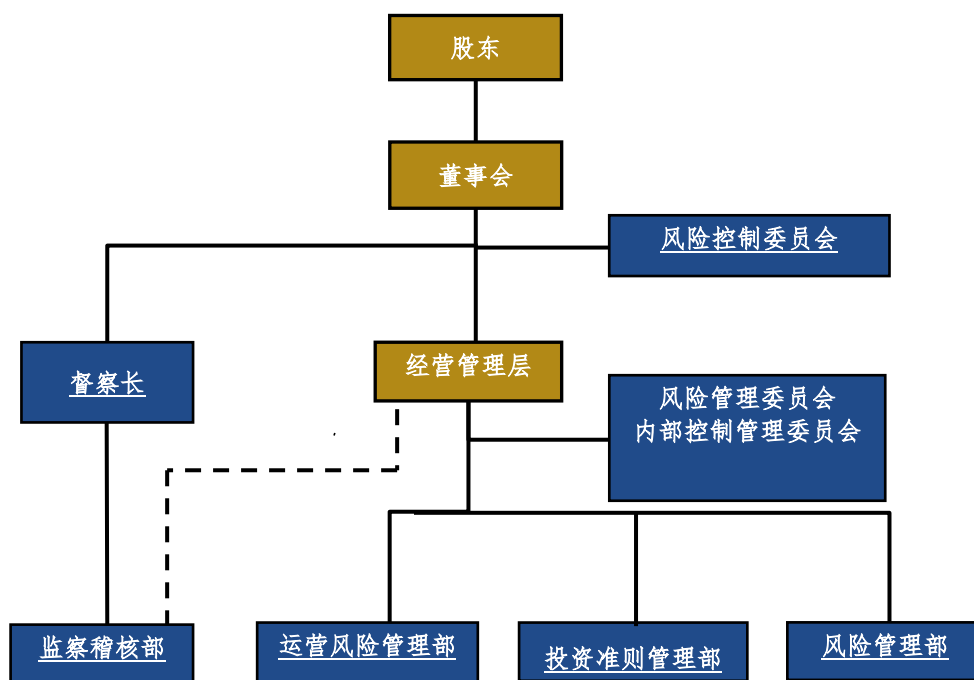 股东
董事会
风险控制委员会
经营管理层
督察长
风险管理委员会
内部控制管理委员会
监察稽核部
运营风险管理部
投资准则管理部
风险管理部